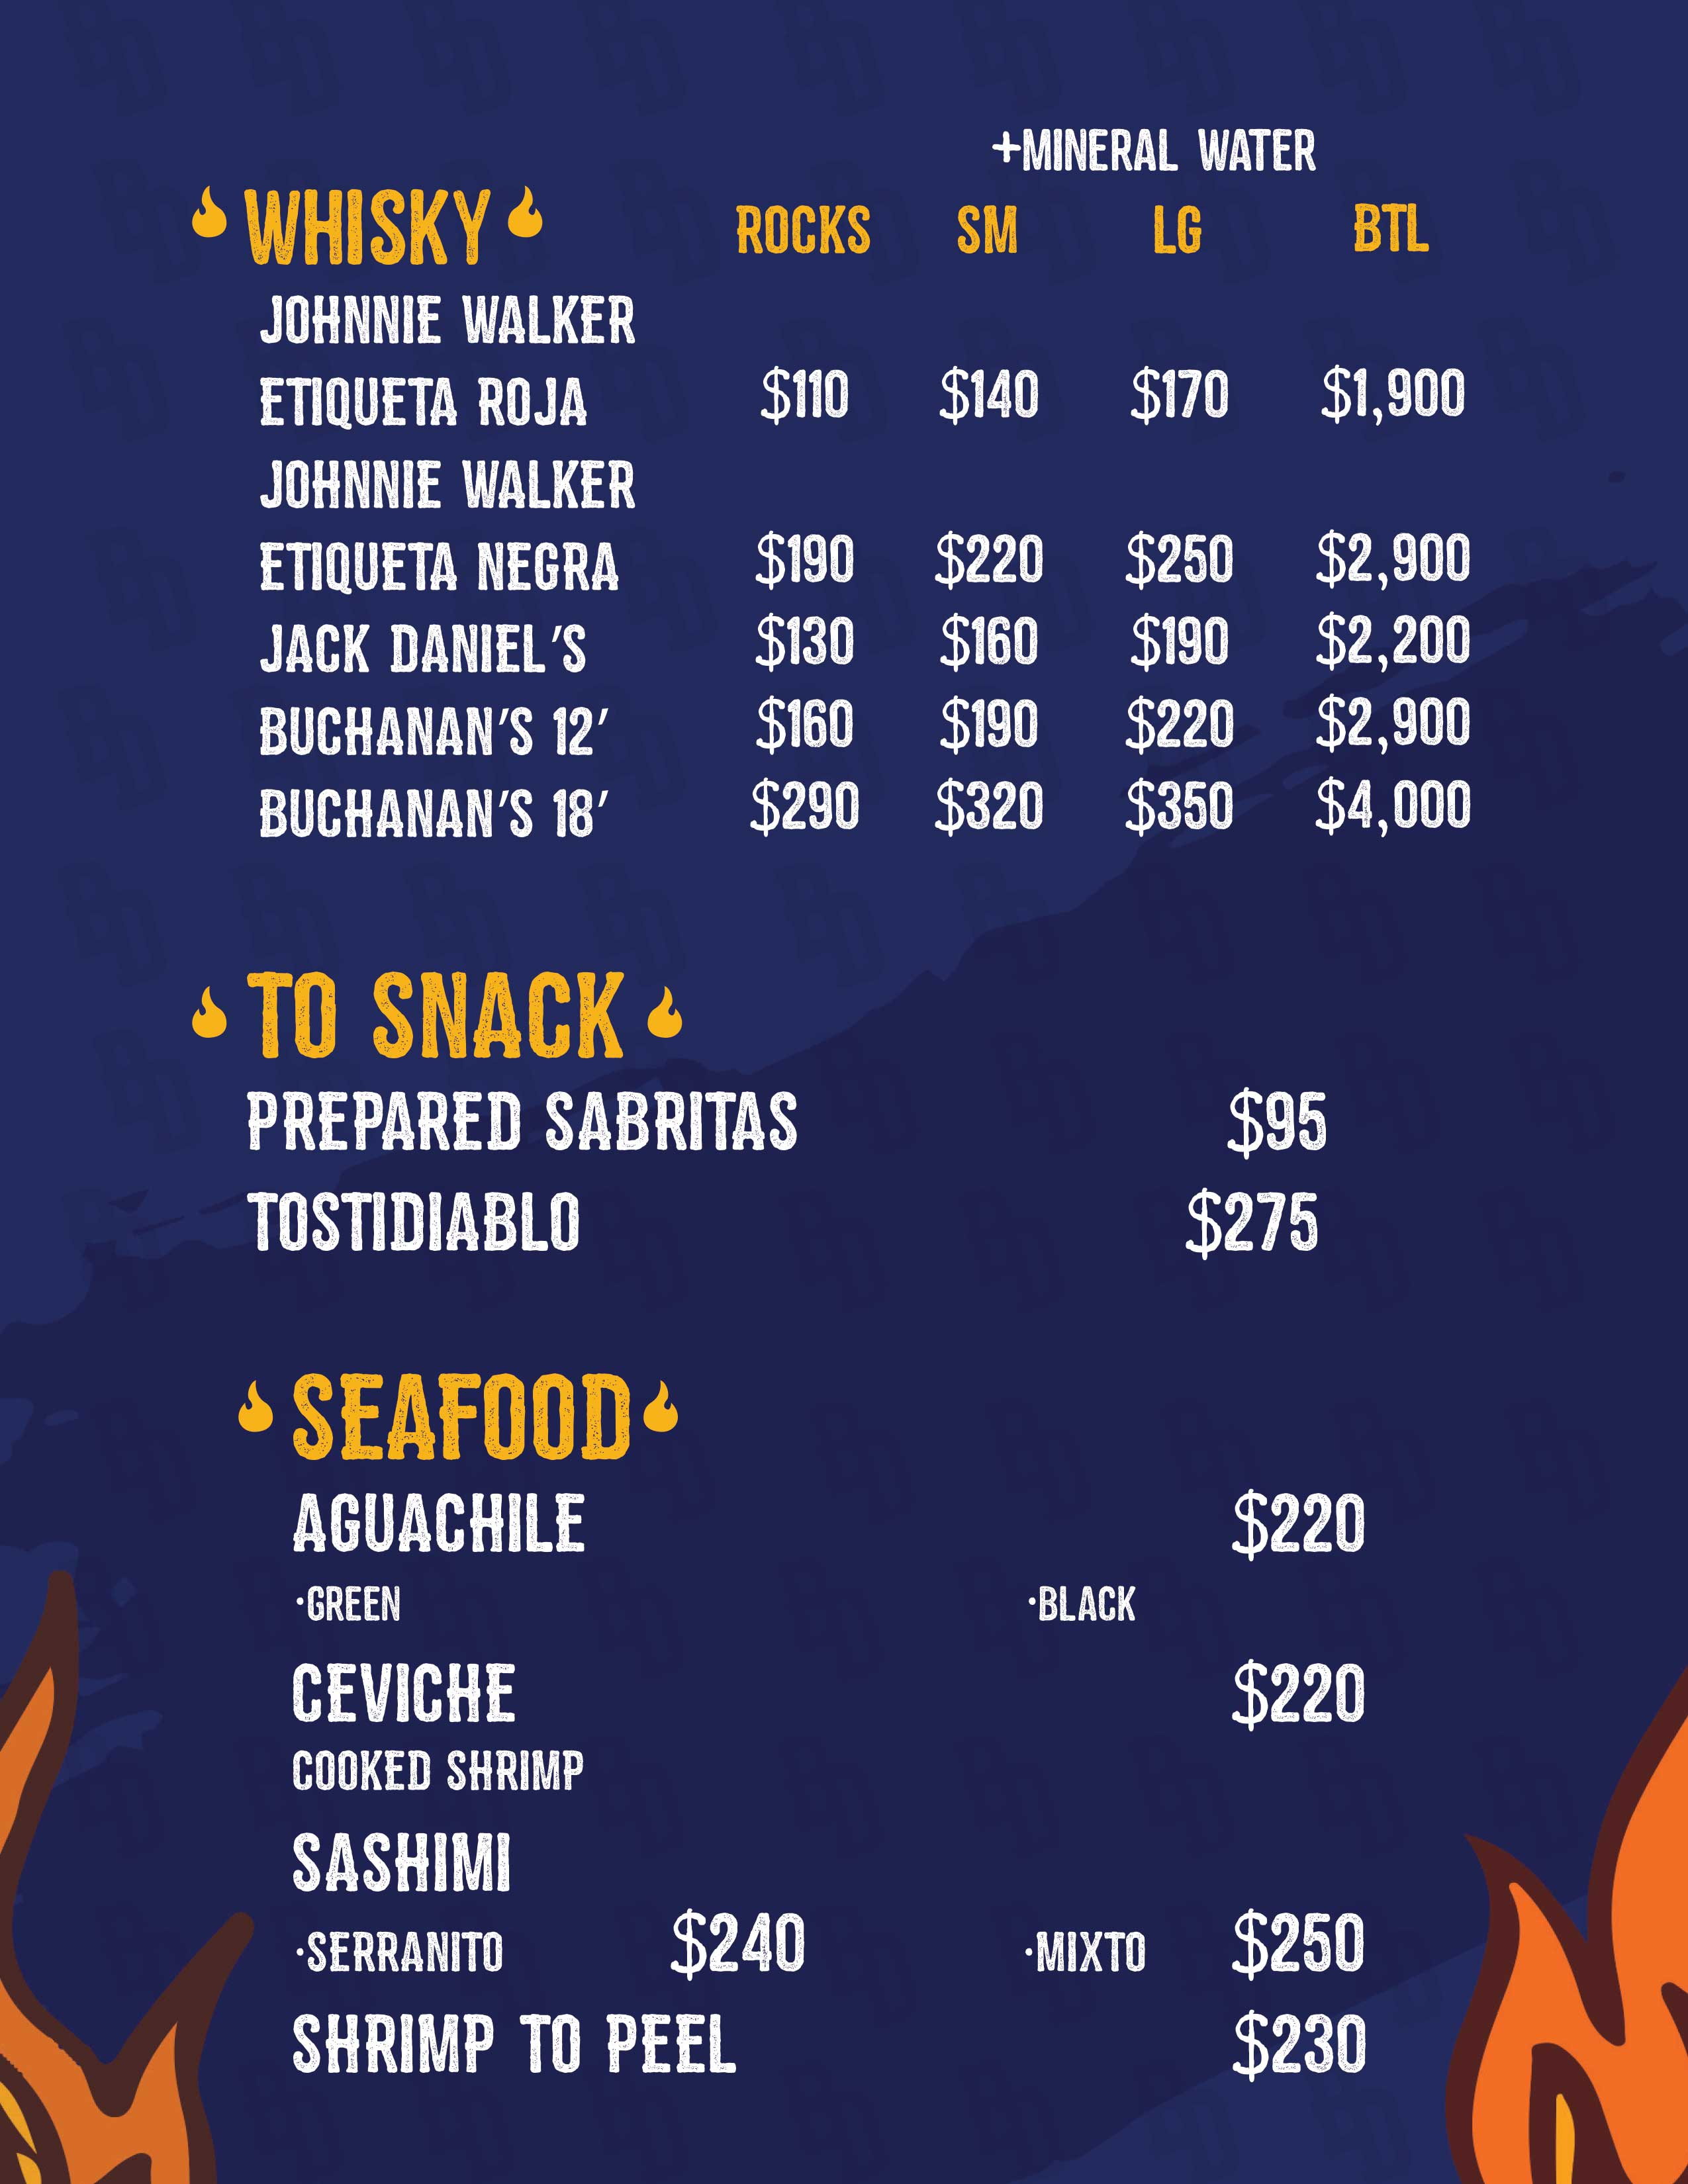 +MINERAL WATER
WHISKY ROCKS SM LG BTL
JOHNNIE WALKER
ETIQUETA ROJA $110 $140 $170 $1,900
JOHNNIE WALKER
ETIQUETA NEGRA $190 $220 $250 $2,900
JACK DANIEL'S $130 $160 $190 $2,200
BUCHANAN'S 12' $160 $190 $220 $2,900
BUCHANAN'S 18' $290 $320 $350 $4,000
TO SNACK
PREPARED SABRITAS $95
TOSTIDIABLO $275
SEAFOOD
AGUACHILE $220
·GREEN ·BLACK
CEVICHE $220
COOKED SHRIMP
SASHIMI
·SERRANITO $240 ·MIXTO $250
SHRIMP TO PEEL $230